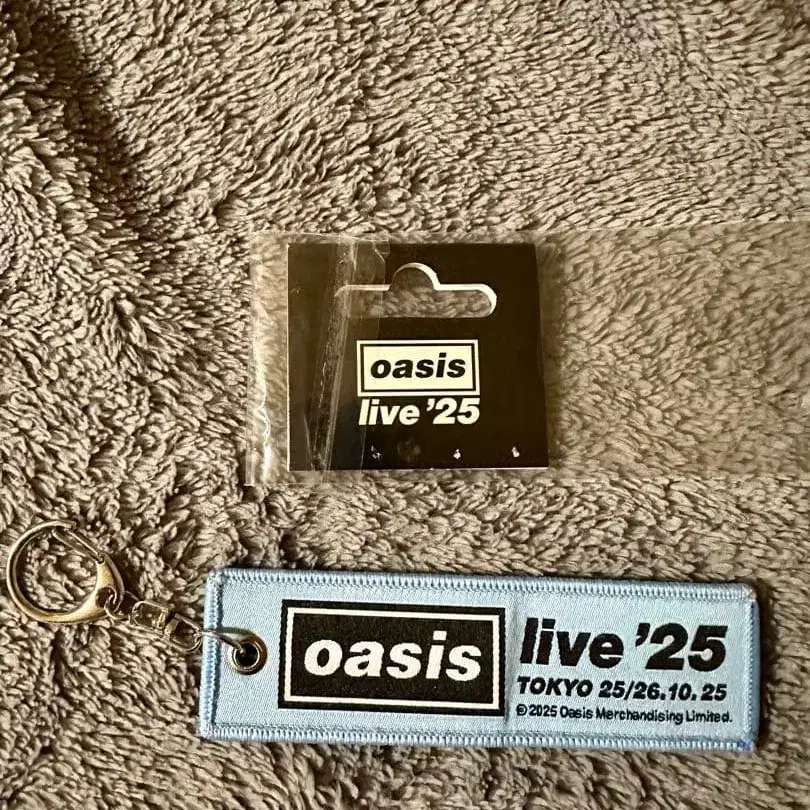 oasis
live ’25
oasis
live ’25
TOKYO 25/26.10.25
©2025 Oasis Merchandising Limited.